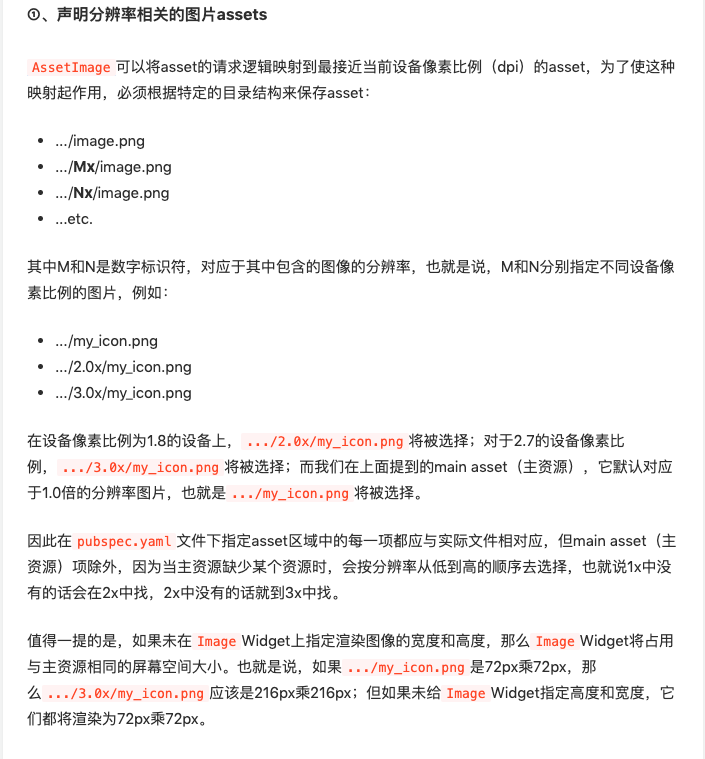 ①、声明分辨率相关的图片assets
AssetImage 可以将asset的请求逻辑映射到最接近当前设备像素比例（dpi）的asset，为了使这种
映射起作用，必须根据特定的目录结构来保存asset：
• .../image.png
• .../Mx/image.png
• .../Nx/image.png
• ...etc.
其中M和N是数字标识符，对应于其中包含的图像的分辨率，也就是说，M和N分别指定不同设备像
素比例的图片，例如：
• .../my_icon.png
• .../2.0x/my_icon.png
• .../3.0x/my_icon.png
在设备像素比例为1.8的设备上， .../2.0x/my_icon.png 将被选择；对于2.7的设备像素比
例， .../3.0x/my_icon.png 将被选择；而我们在上面提到的main asset（主资源），它默认对应
于1.0倍的分辨率图片，也就是 .../my_icon.png 将被选择。
因此在 pubspec.yaml 文件下指定asset区域中的每一项都应与实际文件相对应，但main asset（主
资源）项除外，因为当主资源缺少某个资源时，会按分辨率从低到高的顺序去选择，也就说1x中没
有的话会在2x中找，2x中没有的话就到3x中找。
值得一提的是，如果未在 Image Widget上指定渲染图像的宽度和高度，那么 Image Widget将占用
与主资源相同的屏幕空间大小。也就是说，如果 .../my_icon.png 是72px乘72px，那
么 .../3.0x/my_icon.png 应该是216px乘216px；但如果未给 Image Widget指定高度和宽度，它
们都将渲染为72px乘72px。